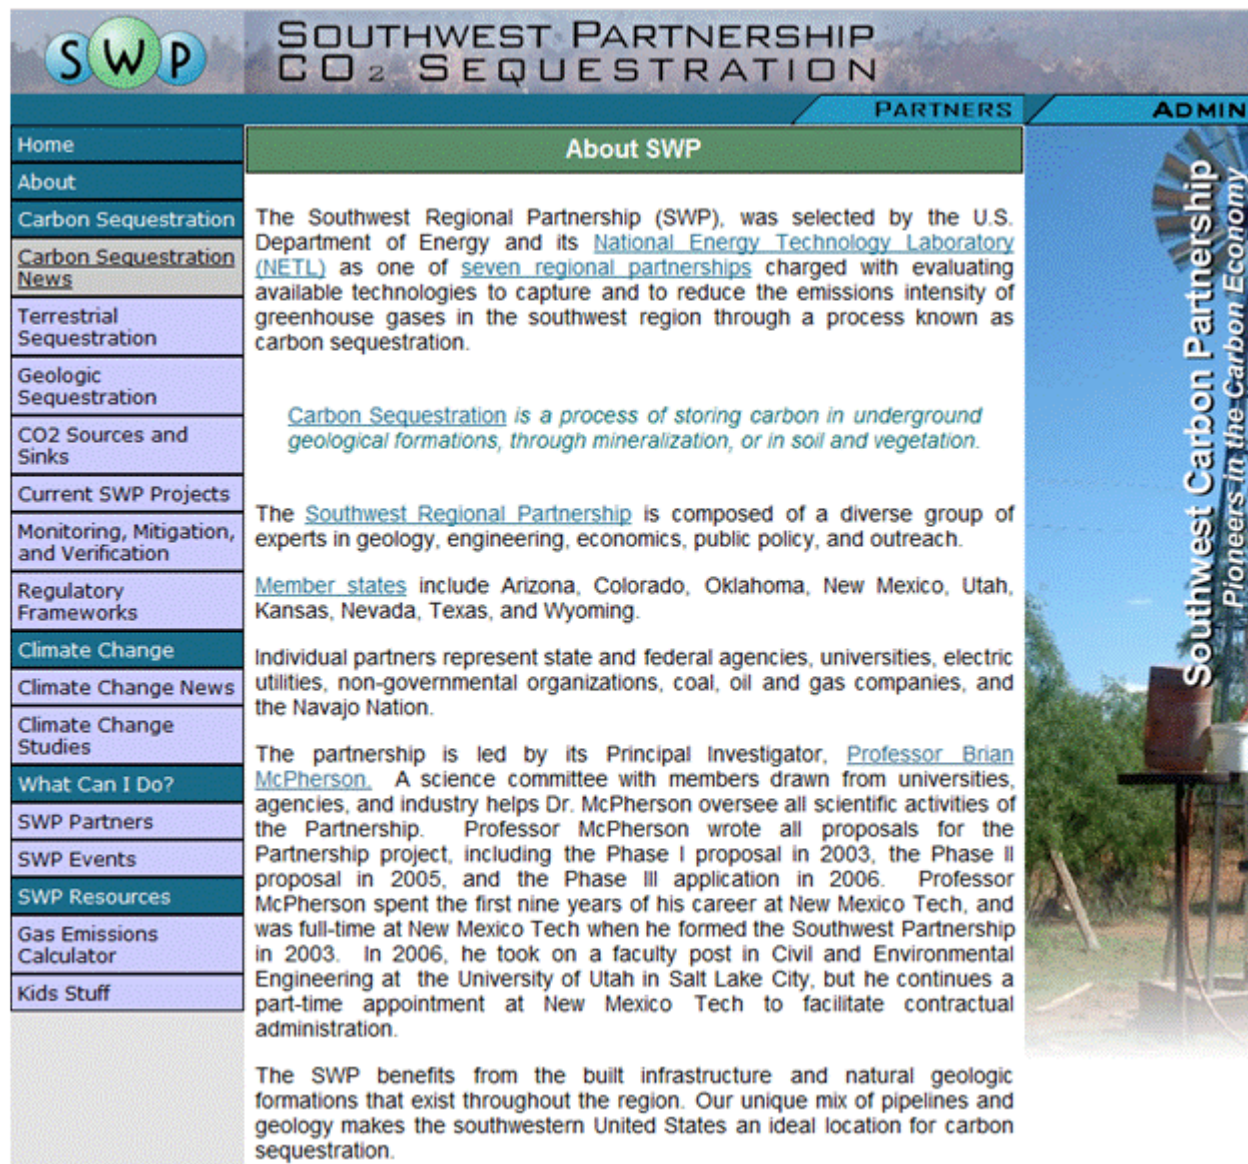 SWP
SOUTHWEST PARTNERSHIP
CO2 SEQUESTRATION
PARTNERS
ADMIN
Home
About
Carbon Sequestration
Carbon Sequestration
News
Terrestrial
Sequestration
Geologic
Sequestration
CO2 Sources and
Sinks
Current SWP Projects
Monitoring, Mitigation,
and Verification
Regulatory
Frameworks
Climate Change
Climate Change News
Climate Change
Studies
What Can I Do?
SWP Partners
SWP Events
SWP Resources
Gas Emissions
Calculator
Kids Stuff
About SWP
The Southwest Regional Partnership (SWP), was selected by the U.S.
Department of Energy and its National Energy Technology Laboratory
(NETL) as one of seven regional partnerships charged with evaluating
available technologies to capture and to reduce the emissions intensity of
greenhouse gases in the southwest region through a process known as
carbon sequestration.
Carbon Sequestration is a process of storing carbon in underground
geological formations, through mineralization, or in soil and vegetation.
The Southwest Regional Partnership is composed of a diverse group of
experts in geology, engineering, economics, public policy, and outreach.
Member states include Arizona, Colorado, Oklahoma, New Mexico, Utah,
Kansas, Nevada, Texas, and Wyoming.
Individual partners represent state and federal agencies, universities, electric
utilities, non-governmental organizations, coal, oil and gas companies, and
the Navajo Nation.
The partnership is led by its Principal Investigator, Professor Brian
McPherson. A science committee with members drawn from universities,
agencies, and industry helps Dr. McPherson oversee all scientific activities of
the Partnership. Professor McPherson wrote all proposals for the
Partnership project, including the Phase I proposal in 2003, the Phase II
proposal in 2005, and the Phase III application in 2006. Professor
McPherson spent the first nine years of his career at New Mexico Tech, and
was full-time at New Mexico Tech when he formed the Southwest Partnership
in 2003. In 2006, he took on a faculty post in Civil and Environmental
Engineering at the University of Utah in Salt Lake City, but he continues a
part-time appointment at New Mexico Tech to facilitate contractual
administration.
The SWP benefits from the built infrastructure and natural geologic
formations that exist throughout the region. Our unique mix of pipelines and
geology makes the southwestern United States an ideal location for carbon
sequestration.
Southwest Carbon Partnership
Pioneers in the Carbon Economy